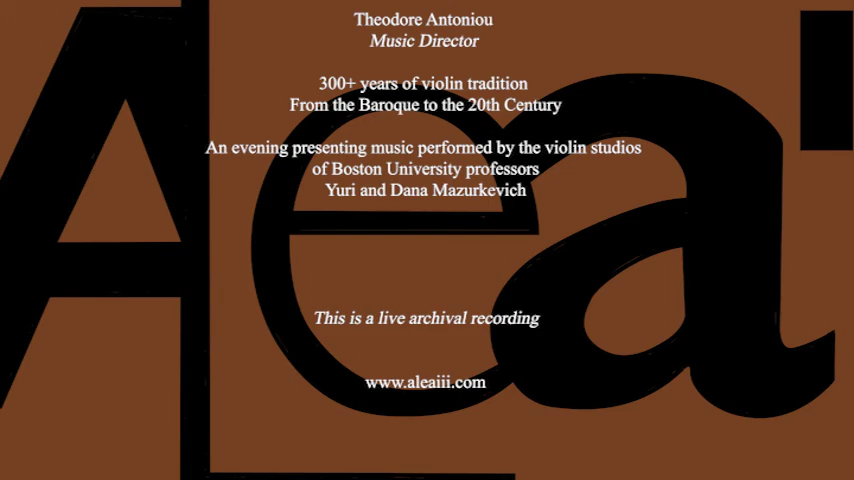 Theodore Antoniou
Music Director
300+ years of violin tradition
From the Baroque to the 20th Century
An evening presenting music performed by the violin studios
of Boston University professors
Yuri and Dana Mazurkevich
This is a live archival recording
www.aleaiii.com
Alea